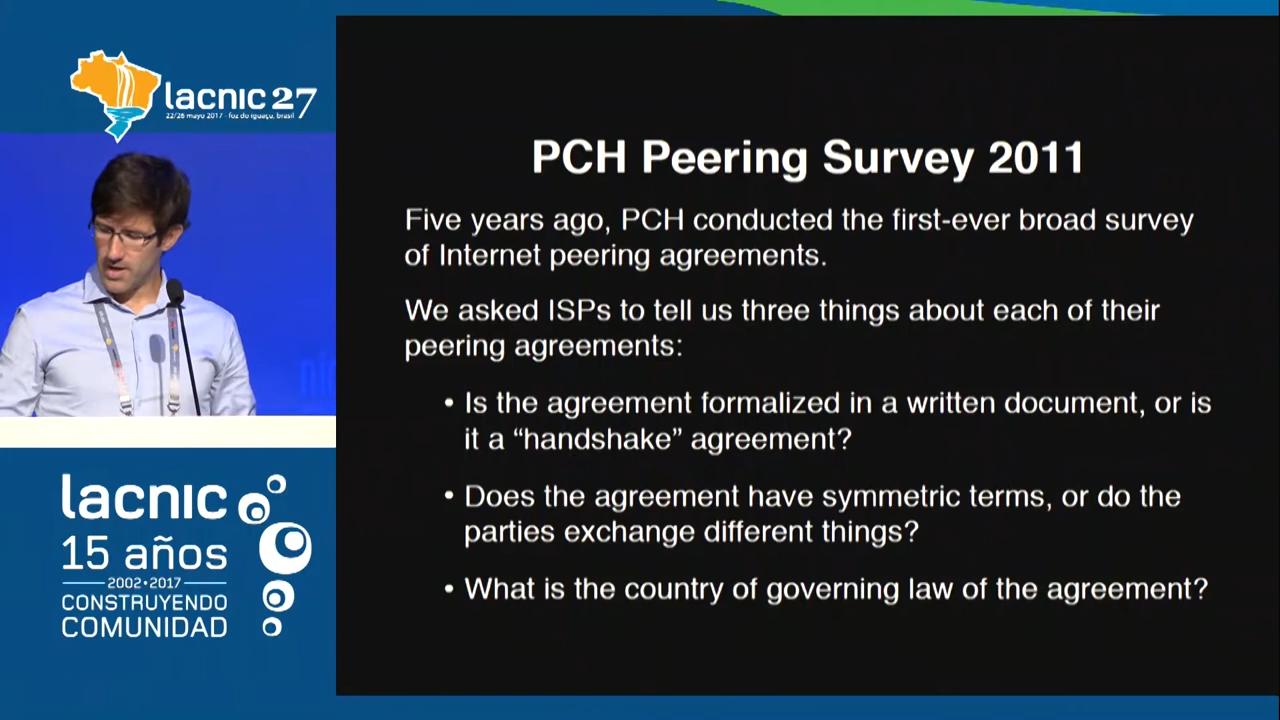 lacnic 27
22/26 mayo 2017 - foz do iguaçu, brasil
PCH Peering Survey 2011
Five years ago, PCH conducted the first-ever broad survey
of Internet peering agreements.
We asked ISPs to tell us three things about each of their
peering agreements:
• Is the agreement formalized in a written document, or is
it a “handshake” agreement?
• Does the agreement have symmetric terms, or do the
parties exchange different things?
• What is the country of governing law of the agreement?
lacnic
15 años
2002•2017
CONSTRUYENDO
COMUNIDAD